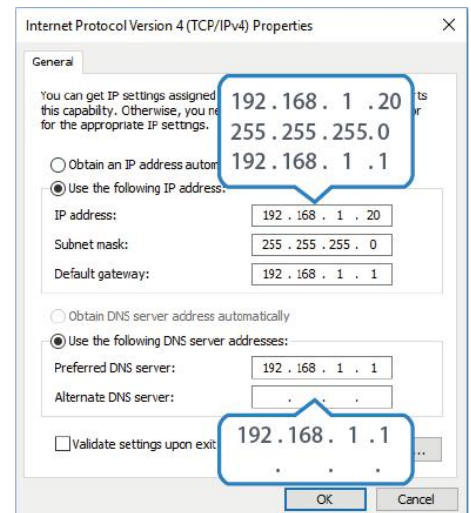 Internet Protocol Version 4 (TCP/IPv4) Properties
General
You can get IP settings assigned
this capability. Otherwise, you
for the appropriate IP settings.
192.168. 1 .20
255.255.255.0
192.168. 1 .1
Obtain an IP address
Use the following IP address:
IP address: 192 . 168 . 1 . 20
Subnet mask: 255 . 255 . 255 . 0
Default gateway: 192 . 168 . 1 . 1
Obtain DNS server address automatically
Use the following DNS server addresses:
Preferred DNS server: 192 . 168 . 1 . 1
Alternate DNS server: . . .
192.168. 1 .1
. . .
Validate settings upon exit
...
OK Cancel